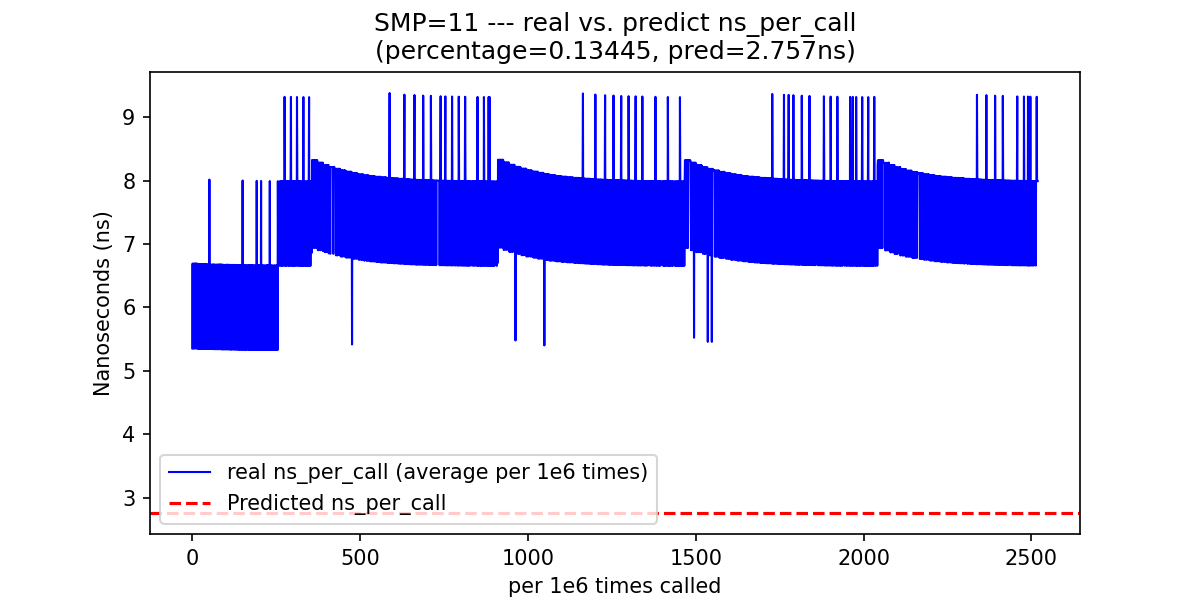 SMP=11 --- real vs. predict ns_per_call
(percentage=0.13445, pred=2.757ns)
Nanoseconds (ns)
9
8
7
6
5
4
3
real ns_per_call (average per 1e6 times)
Predicted ns_per_call
0 500 1000 1500 2000 2500
per 1e6 times called